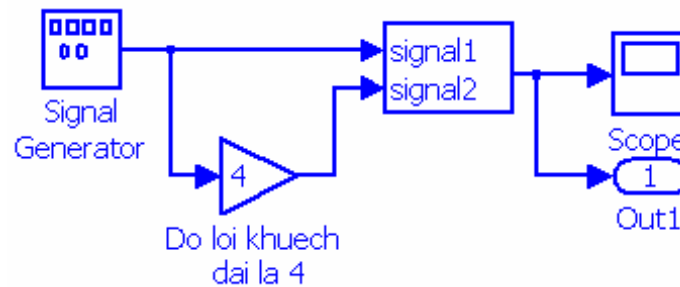 signal1
signal2
Signal
Generator
4
Do loi khuech
dai la 4
Scope
1
Out1